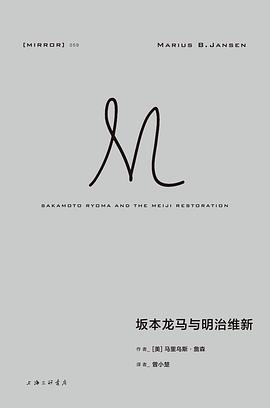 [MIRROR] 059
MARIUS B. JANSEN
SAKAMOTO RYOMA AND THE MEIJI RESTORATION
坂本龙马与明治维新
作者_ [美] 马里乌斯·詹森
译者_ 曾小楚
上海三联书店